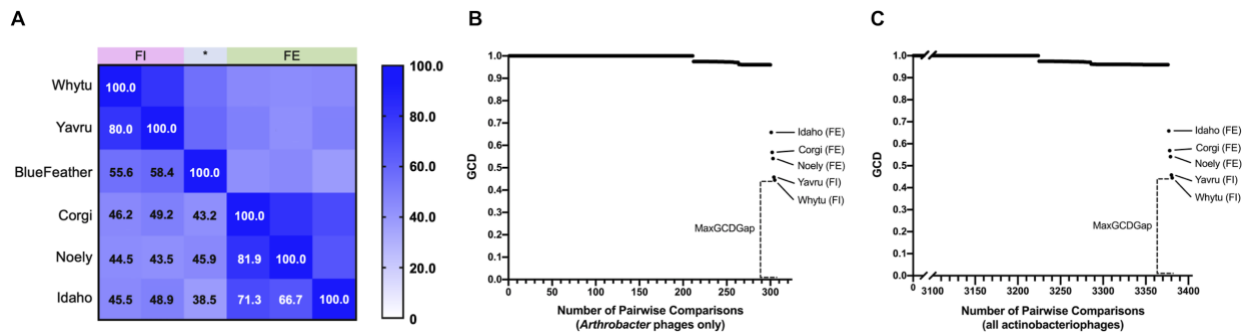 A
FI * FE
Whytu 100.0
Yavru 80.0 100.0
BlueFeather 55.6 58.4 100.0
Corgi 46.2 49.2 43.2 100.0
Noely 44.5 43.5 45.9 81.9 100.0
Idaho 45.5 48.9 38.5 71.3 66.7 100.0
100.0
80.0
60.0
40.0
20.0
0
B
1.0
0.9
0.8
0.7
0.6
0.5
0.4
0.3
0.2
0.1
0.0
GCD
Idaho (FE)
Corgi (FE)
Noely (FE)
Yavru (FI)
Whytu (FI)
MaxGCDGap
0 50 100 150 200 250 300
Number of Pairwise Comparisons
(Arthrobacter phages only)
C
1.0
0.9
0.8
0.7
0.6
0.5
0.4
0.3
0.2
0.1
0.0
GCD
Idaho (FE)
Corgi (FE)
Noely (FE)
Yavru (FI)
Whytu (FI)
MaxGCDGap
0 3100 3150 3200 3250 3300 3350 3400
Number of Pairwise Comparisons
(all actinobacteriophages)